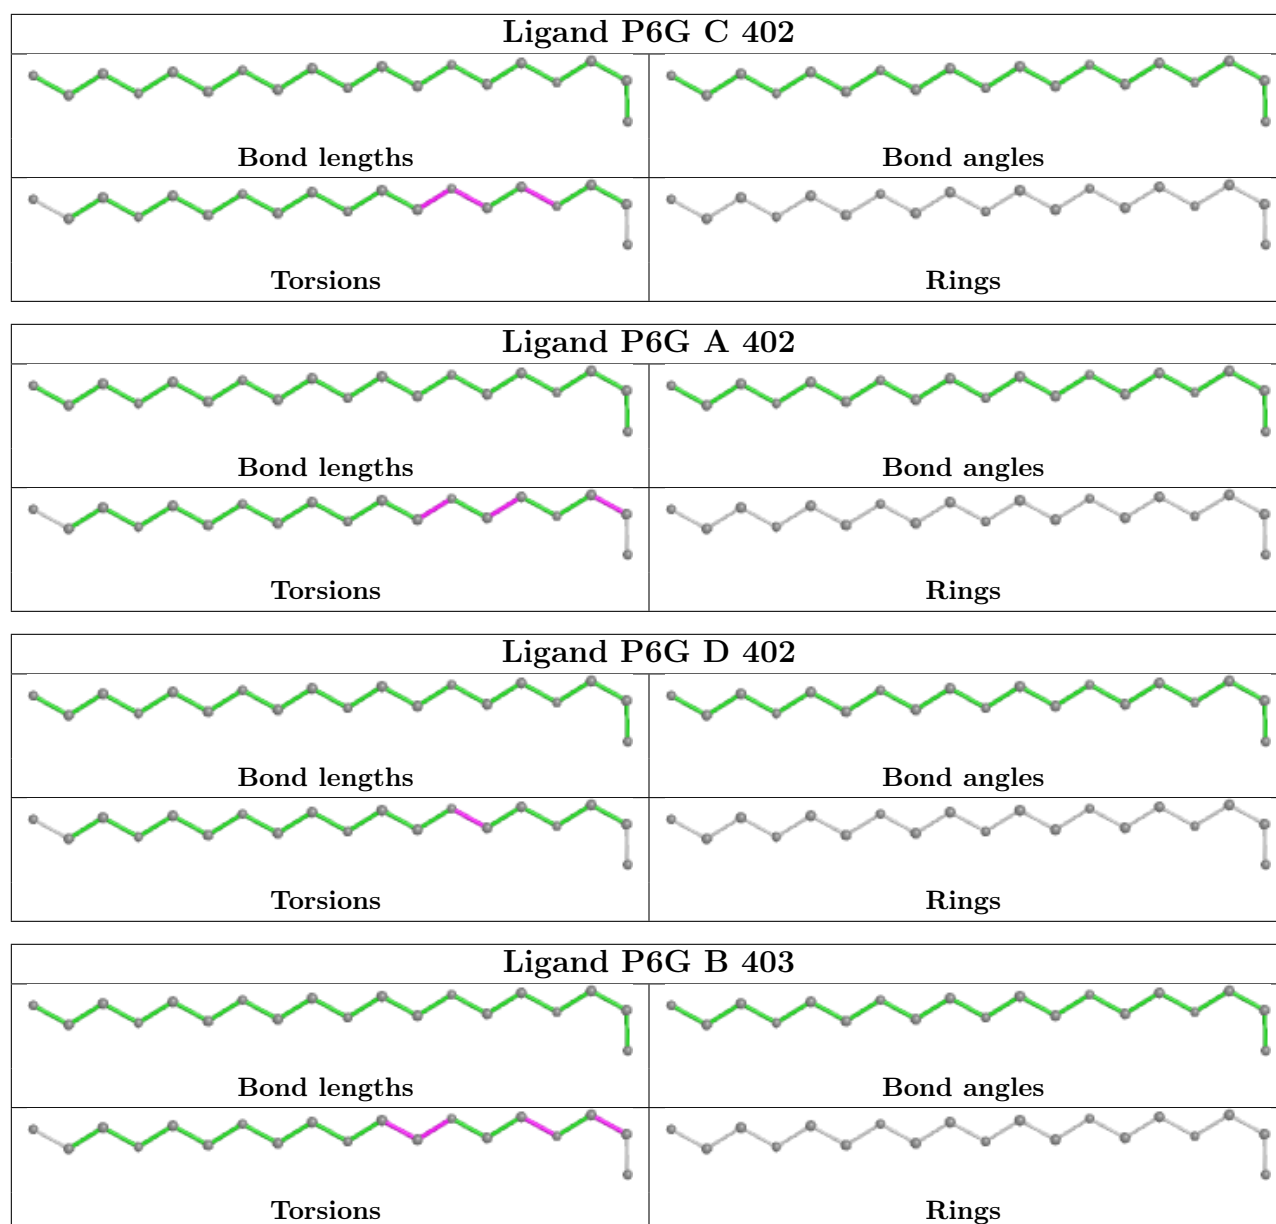 Ligand P6G C 402
Bond lengths
Bond angles
Torsions
Rings
Ligand P6G A 402
Bond lengths
Bond angles
Torsions
Rings
Ligand P6G D 402
Bond lengths
Bond angles
Torsions
Rings
Ligand P6G B 403
Bond lengths
Bond angles
Torsions
Rings